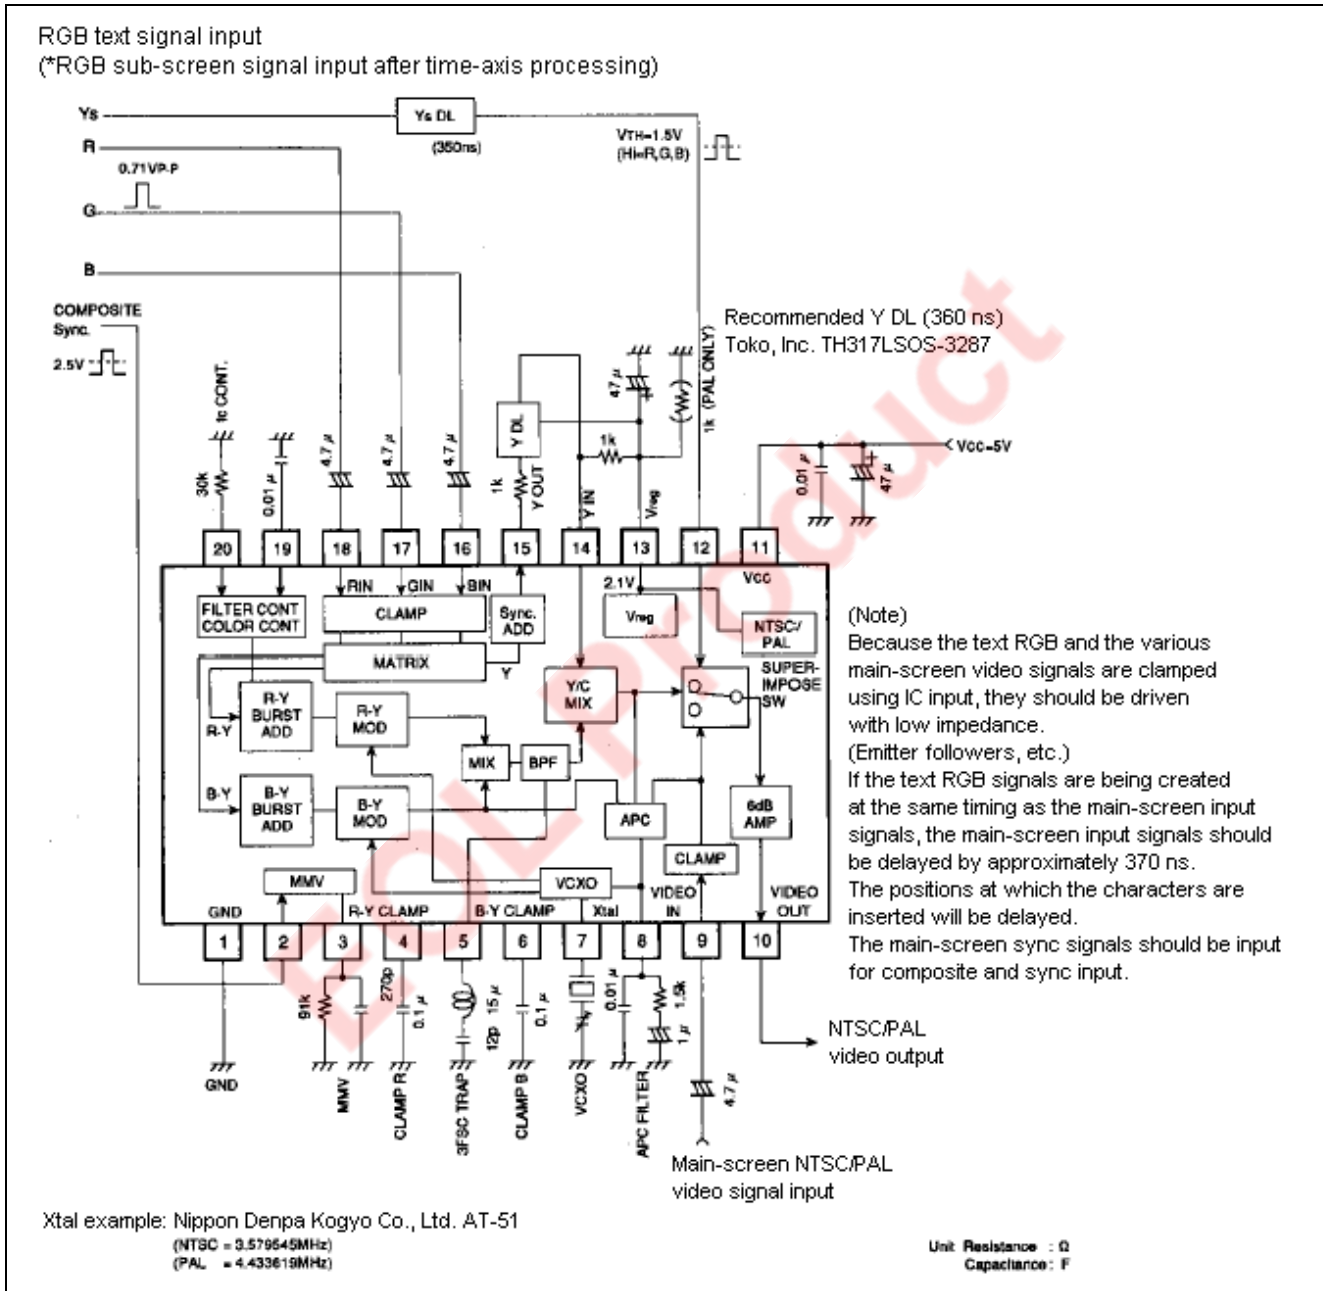 RGB text signal input
(*RGB sub-screen signal input after time-axis processing)
Ys
Ys DL
(350ns)
VTH=1.5V
(Hi=R,G,B)
R
0.71VP-P
G
B
COMPOSITE
Sync.
2.5V
Recommended Y DL (360 ns)
Toko, Inc. TH317LSOS-3287
1c CONT.
30k
0.01 μ
4.7 μ
4.7 μ
4.7 μ
1k
Y OUT
Y DL
Y IN
1k
47 μ
+
Vreg
1k (PAL ONLY)
0.01 μ
+
47 μ
Vcc=5V
20
19
18
17
16
15
14
13
12
11
RIN
GIN
BIN
2.1V
Vcc
FILTER CONT
COLOR CONT
CLAMP
Sync.
ADD
Vreg
NTSC/
PAL
MATRIX
Y
SUPER-
IMPOSE
SW
R-Y
BURST
ADD
R-Y
MOD
R-Y
Y/C
MIX
MIX
BPF
B-Y
B-Y
BURST
ADD
B-Y
MOD
APC
6dB
AMP
CLAMP
MMV
VCXO
VIDEO
IN
VIDEO
OUT
GND
R-Y CLAMP
B-Y CLAMP
Xtal
1
2
3
4
5
6
7
8
9
10
91k
270p
0.1 μ
15 μ
12p
0.1 μ
0.01 μ
1.5k
1 μ
4.7 μ
GND
MMV
CLAMP R
3FSC TRAP
CLAMP B
VCXO
APC FILTER
(Note)
Because the text RGB and the various
main-screen video signals are clamped
using IC input, they should be driven
with low impedance.
(Emitter followers, etc.)
If the text RGB signals are being created
at the same timing as the main-screen input
signals, the main-screen input signals should
be delayed by approximately 370 ns.
The positions at which the characters are
inserted will be delayed.
The main-screen sync signals should be input
for composite and sync input.
NTSC/PAL
video output
Main-screen NTSC/PAL
video signal input
Xtal example: Nippon Denpa Kogyo Co., Ltd. AT-51
(NTSC = 3.579545MHz)
(PAL = 4.433619MHz)
Unit Resistance : Ω
Capacitance : F
EOL Product